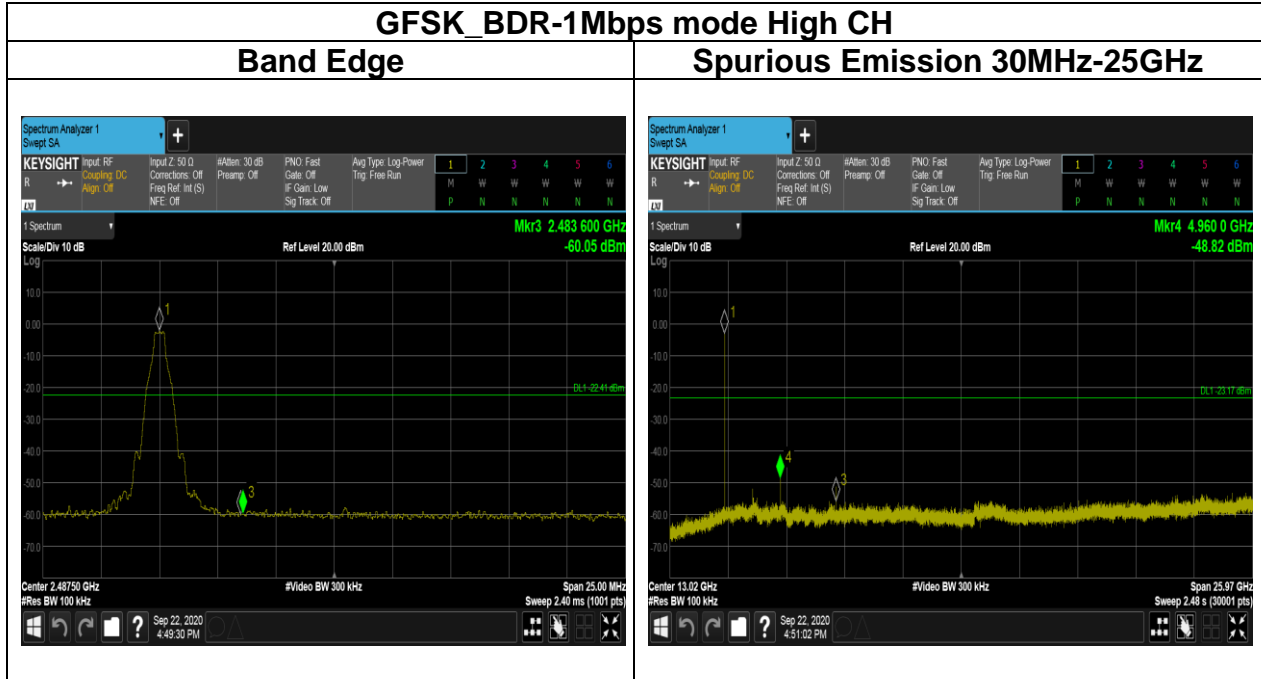 GFSK_BDR-1Mbps mode High CH
Band Edge
Spurious Emission 30MHz-25GHz
Spectrum Analyzer 1
Swept SA
+
KEYSIGHT
R
LXI
Input: RF
Coupling: DC
Align: Off
Input Z: 50 Ω
Corrections: Off
Freq Ref: Int (S)
NFE: Off
#Atten: 30 dB
Preamp: Off
PNO: Fast
Gate: Off
IF Gain: Low
Sig Track: Off
Avg Type: Log-Power
Trig: Free Run
1 2 3 4 5 6
M W W W W W
P N N N N N
1 Spectrum
Mkr3 2.483 600 GHz
Scale/Div 10 dB
Ref Level 20.00 dBm
-60.05 dBm
Log
10.0
1
0.00
-10.0
-20.0
DL1 -22.41 dBm
-30.0
-40.0
-50.0
3
-60.0
-70.0
Center 2.48750 GHz
#Video BW 300 kHz
Span 25.00 MHz
#Res BW 100 kHz
Sweep 2.40 ms (1001 pts)
?
Sep 22, 2020
4:49:30 PM
Spectrum Analyzer 1
Swept SA
+
KEYSIGHT
R
LXI
Input: RF
Coupling: DC
Align: Off
Input Z: 50 Ω
Corrections: Off
Freq Ref: Int (S)
NFE: Off
#Atten: 30 dB
Preamp: Off
PNO: Fast
Gate: Off
IF Gain: Low
Sig Track: Off
Avg Type: Log-Power
Trig: Free Run
1 2 3 4 5 6
M W W W W W
P N N N N N
1 Spectrum
Mkr4 4.960 0 GHz
Scale/Div 10 dB
Ref Level 20.00 dBm
-48.82 dBm
Log
10.0
1
0.00
-10.0
-20.0
DL1 -23.17 dBm
-30.0
-40.0
4
-50.0
3
-60.0
-70.0
Center 13.02 GHz
#Video BW 300 kHz
Span 25.97 GHz
#Res BW 100 kHz
Sweep 2.48 s (30001 pts)
?
Sep 22, 2020
4:51:02 PM